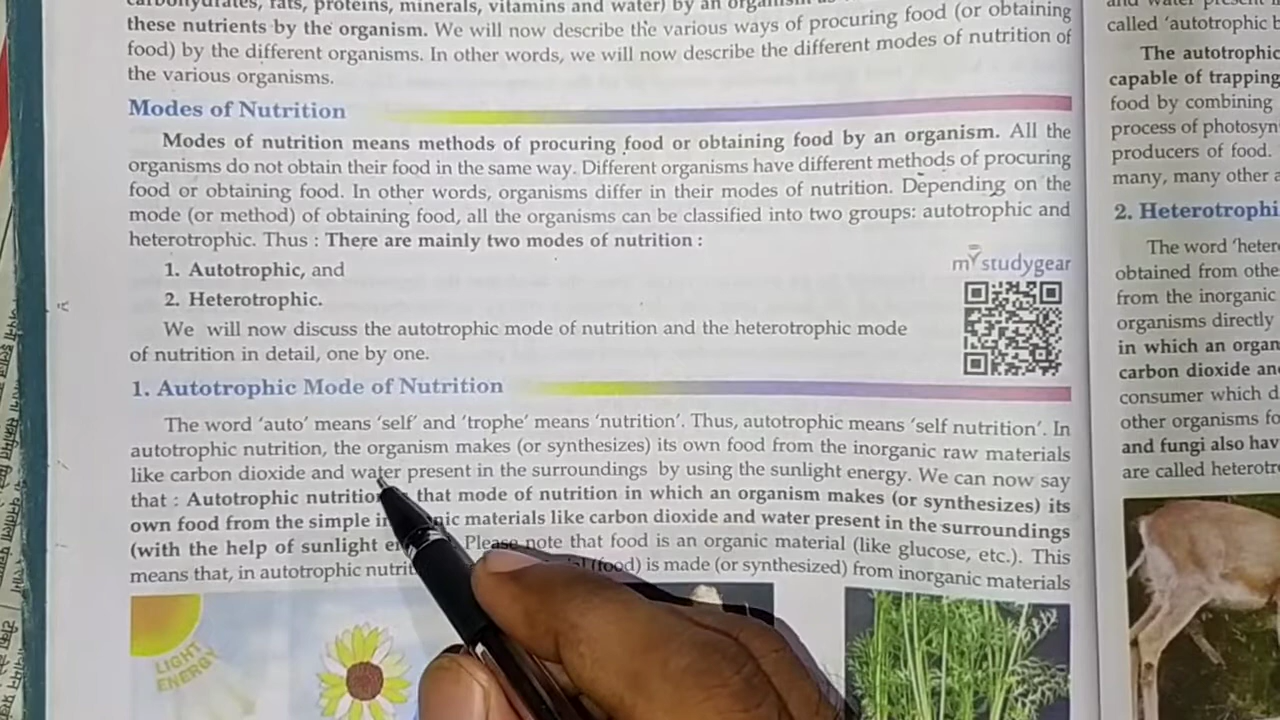 carbohydrates, fats, proteins, minerals, vitamins and water) by an organism as
these nutrients by the organism. We will now describe the various ways of procuring food (or obtaining
food) by the different organisms. In other words, we will now describe the different modes of nutrition of
the various organisms.
Modes of Nutrition
Modes of nutrition means methods of procuring food or obtaining food by an organism. All the
organisms do not obtain their food in the same way. Different organisms have different methods of procuring
food or obtaining food. In other words, organisms differ in their modes of nutrition. Depending on the
mode (or method) of obtaining food, all the organisms can be classified into two groups: autotrophic and
heterotrophic. Thus : There are mainly two modes of nutrition :
1. Autotrophic, and
2. Heterotrophic.
mystudygear
We will now discuss the autotrophic mode of nutrition and the heterotrophic mode
of nutrition in detail, one by one.
1. Autotrophic Mode of Nutrition
The word ‘auto’ means ‘self’ and ‘trophe’ means ‘nutrition’. Thus, autotrophic means ‘self nutrition’. In
autotrophic nutrition, the organism makes (or synthesizes) its own food from the inorganic raw materials
like carbon dioxide and water present in the surroundings by using the sunlight energy. We can now say
that : Autotrophic nutrition that mode of nutrition in which an organism makes (or synthesizes) its
own food from the simple materials like carbon dioxide and water present in the surroundings
(with the help of sunlight Please note that food is an organic material (like glucose, etc.). This
means that, in autotrophic (food) is made (or synthesized) from inorganic materials
LIGHT
ENERGY
and water
called ‘autotrophic
The autotrophic
capable of trapping
food by combining
process of
producers of food.
many, many other
2.
The word
obtained from
from the inorganic
organisms directly
in which an
carbon dioxide
consumer which
other organisms
and fungi also
are called